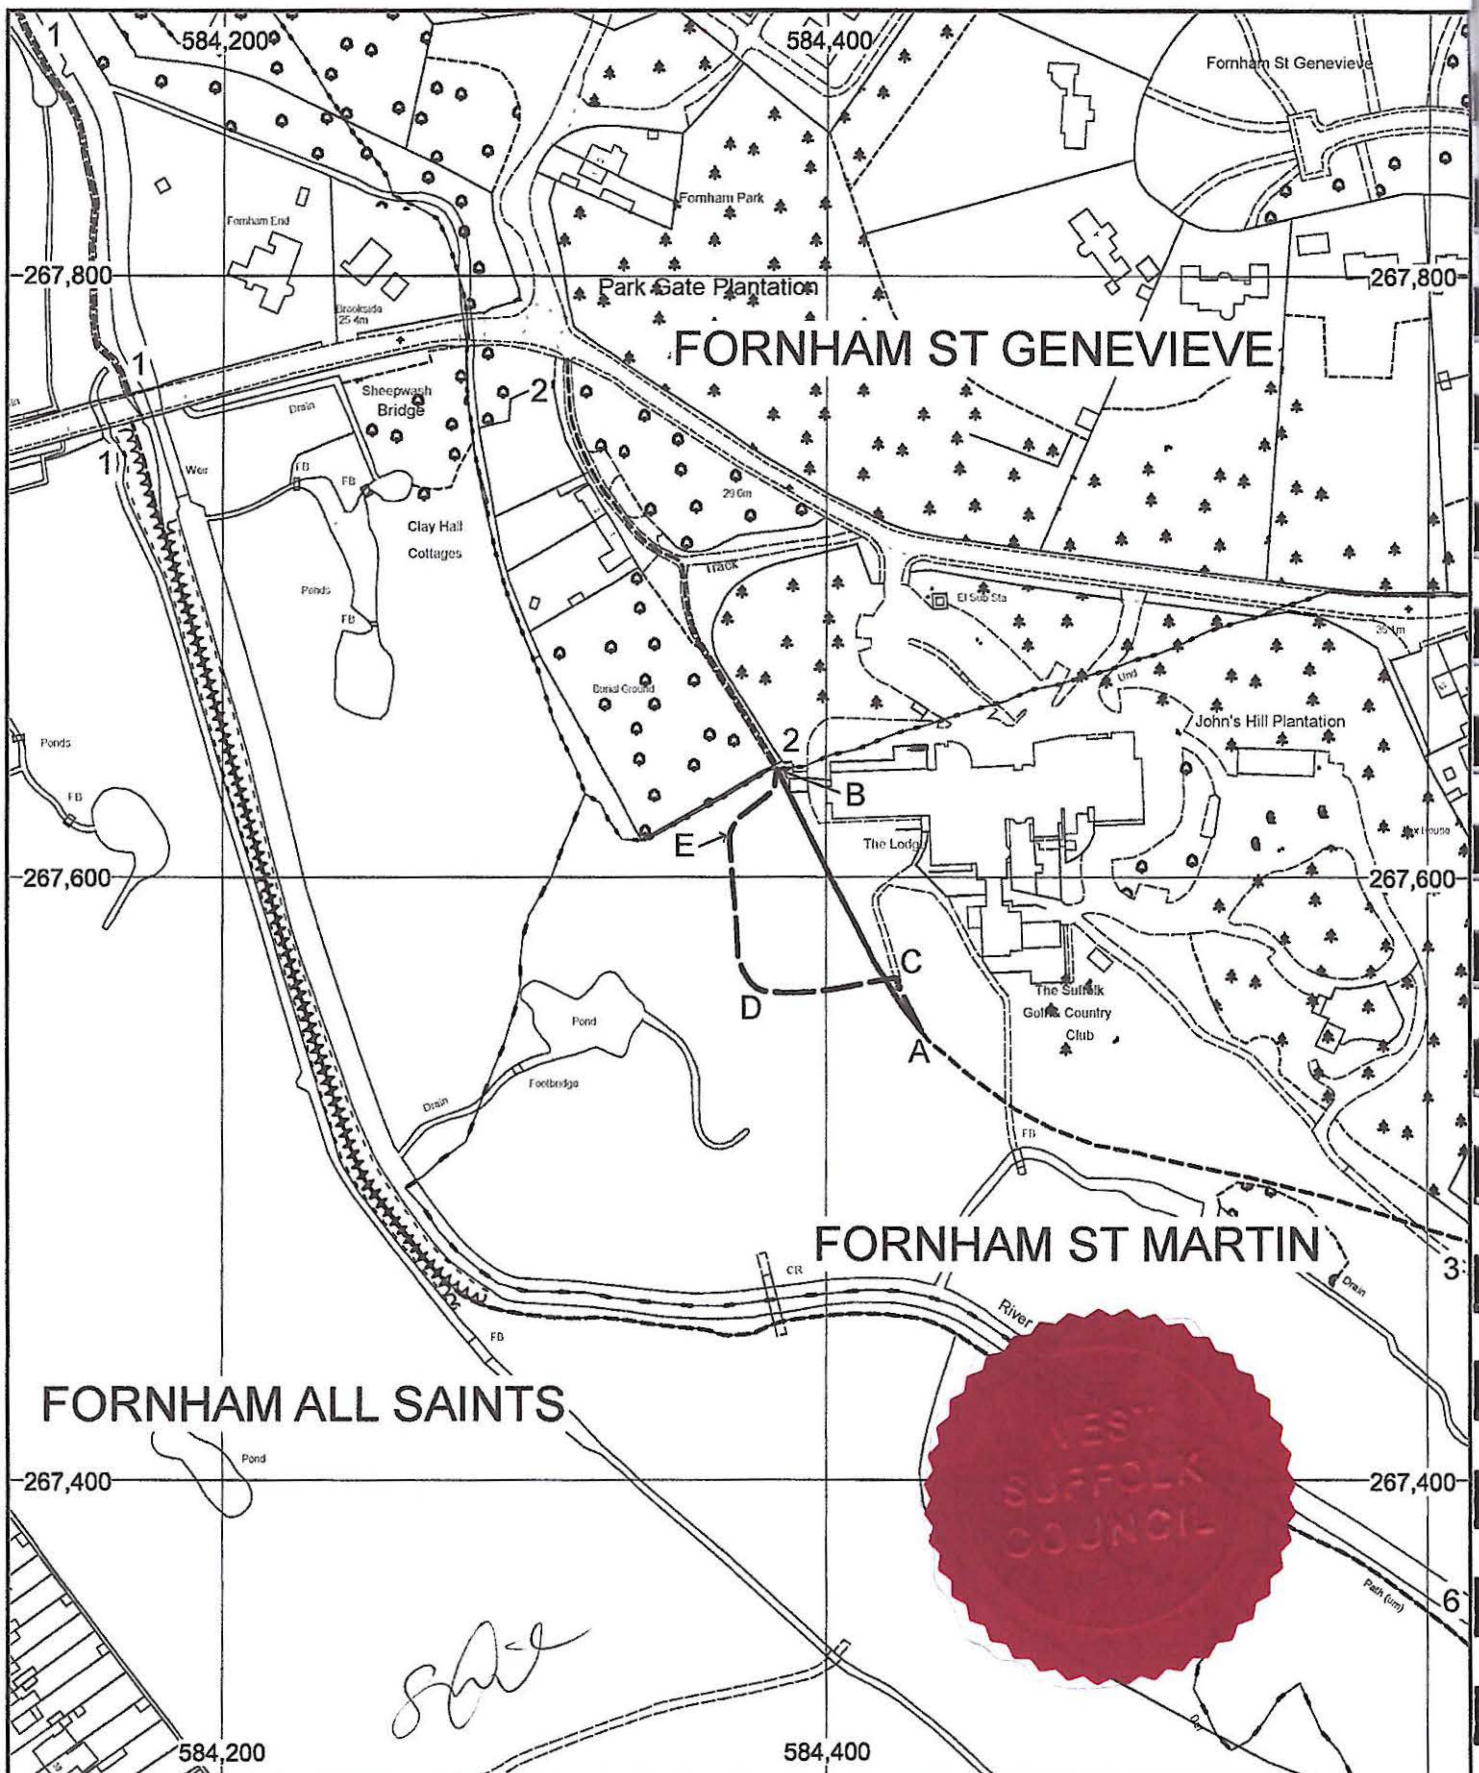 1
584,200
584,400
Fornham St Genevieve
Fornham Park
Fornham End
267,800
267,800
Park Gate Plantation
Brookside
25.4m
FORNHAM ST GENEVIEVE
1
2
Sheepwash
Bridge
Drain
1
Weir
FB
FB
29.6m
Clay Hall
Cottages
Track
Ponds
El Sub Sta
FB
Und
Burial Ground
John's Hill Plantation
Ponds
2
FB
B
E
The Lodge
267,600
267,600
C
D
The Suffolk
Golf & Country
Club
Pond
A
Footbridge
Drain
FB
FORNHAM ST MARTIN
CR
3
Drain
River
FB
FORNHAM ALL SAINTS
WEST
SUFFOLK
COUNCIL
Pond
267,400
267,400
Path (um)
6
584,200
584,400